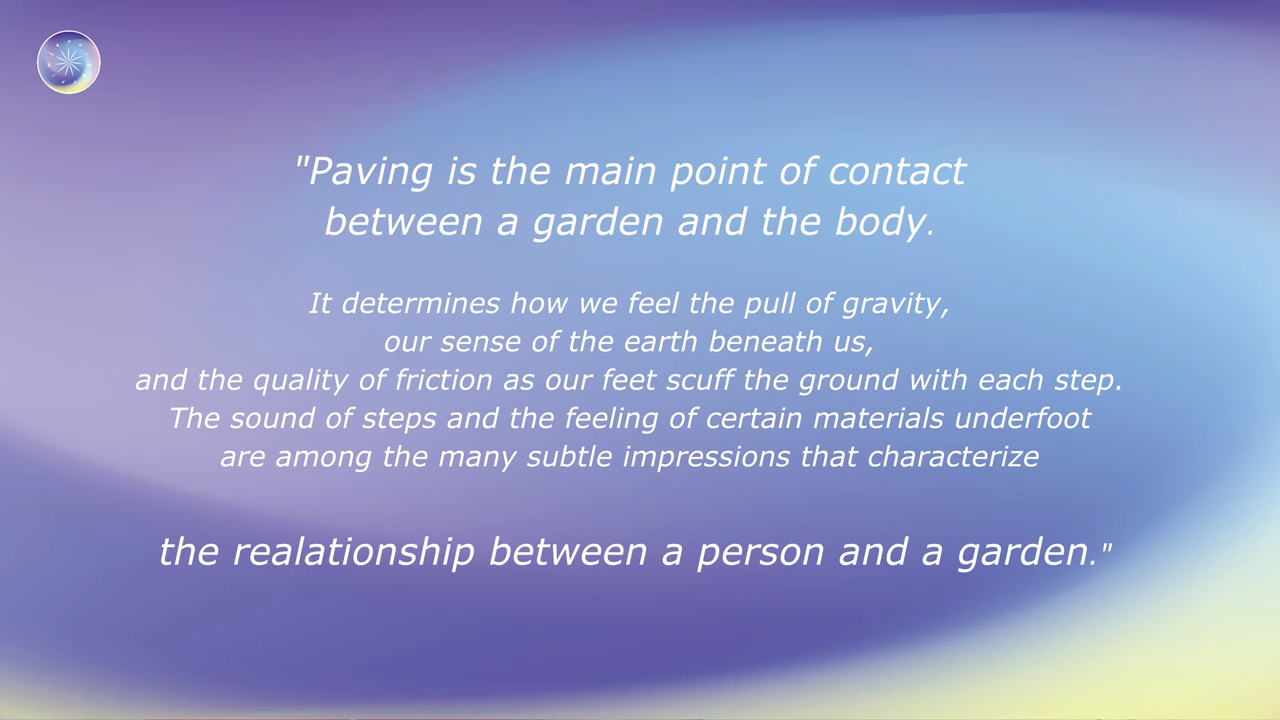 "Paving is the main point of contact
between a garden and the body.
It determines how we feel the pull of gravity,
our sense of the earth beneath us,
and the quality of friction as our feet scuff the ground with each step.
The sound of steps and the feeling of certain materials underfoot
are among the many subtle impressions that characterize
the realationship between a person and a garden."